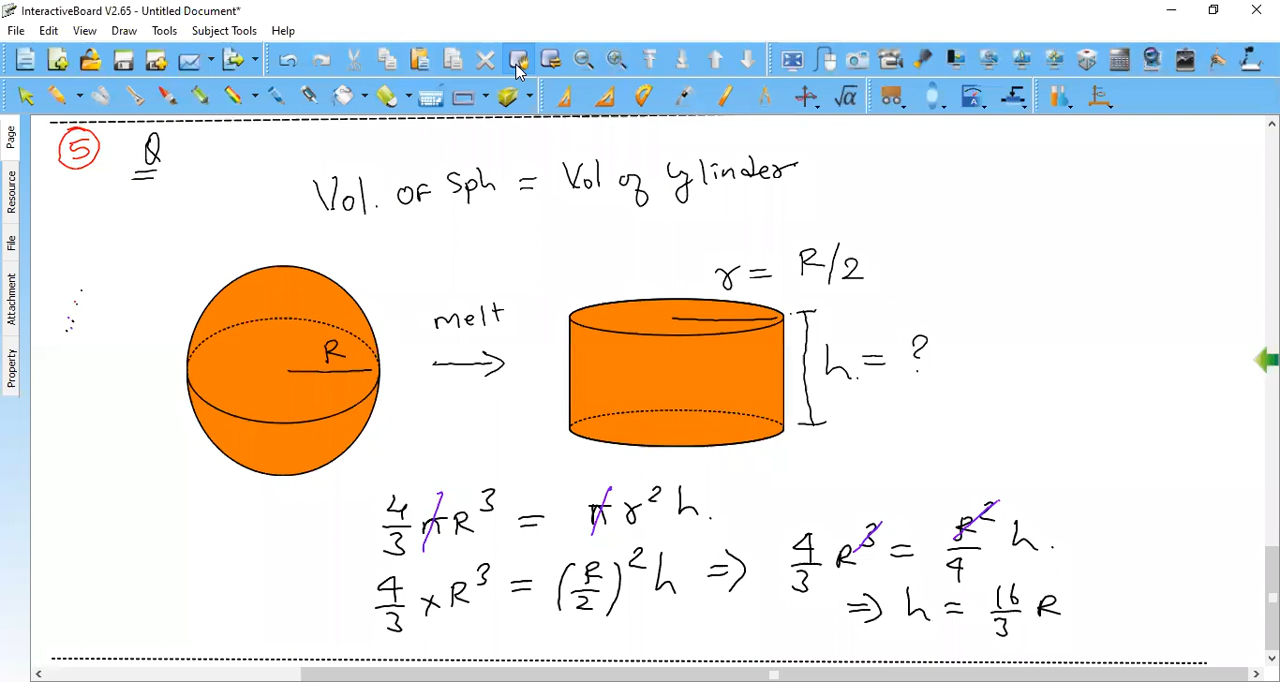 InteractiveBoard V2.65 - Untitled Document*
File Edit View Draw Tools Subject Tools Help
Page
Resource
File
Attachment
Property
5 Q
Vol. of Sph = Vol of cylinder
R
melt
r = R/2
h. = ?
4/3 πR³ = πr²h.
4/3 × R³ = (R/2)²h ⇒ 4/3 R³ = R²/4 h.
⇒ h = 16/3 R